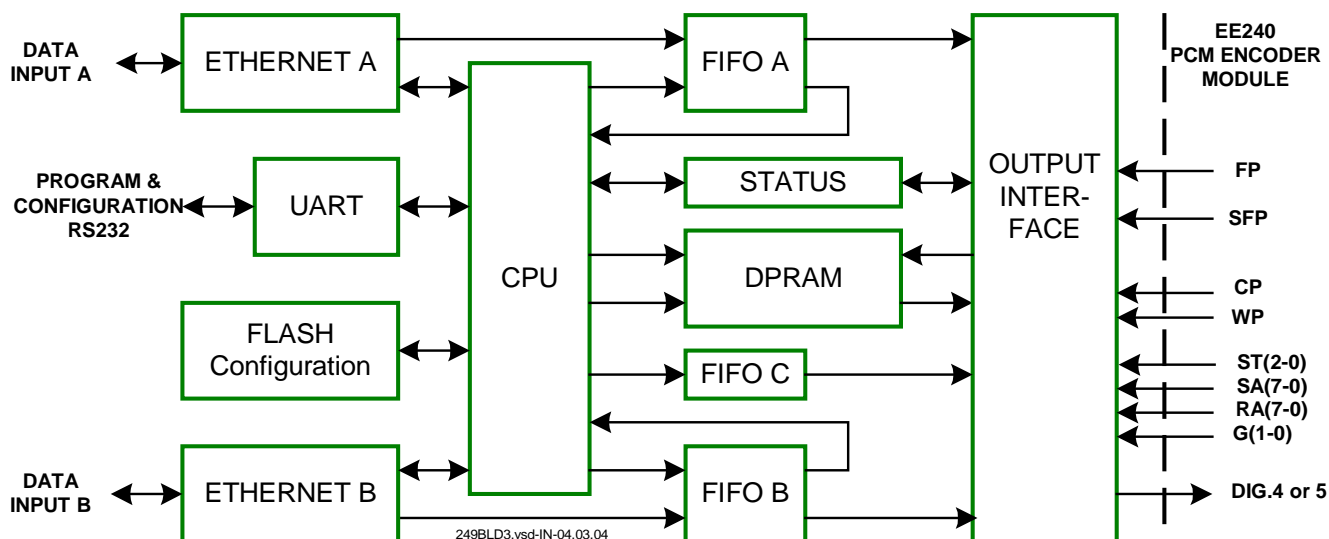 DATA
INPUT A
ETHERNET A
FIFO A
EE240
PCM ENCODER
MODULE
PROGRAM &
CONFIGURATION
RS232
UART
CPU
STATUS
OUTPUT
INTER-
FACE
FP
SFP
DPRAM
CP
WP
FLASH
Configuration
FIFO C
ST(2-0)
SA(7-0)
RA(7-0)
G(1-0)
DATA
INPUT B
ETHERNET B
FIFO B
DIG.4 or 5
249BLD3.vsd-IN-04.03.04